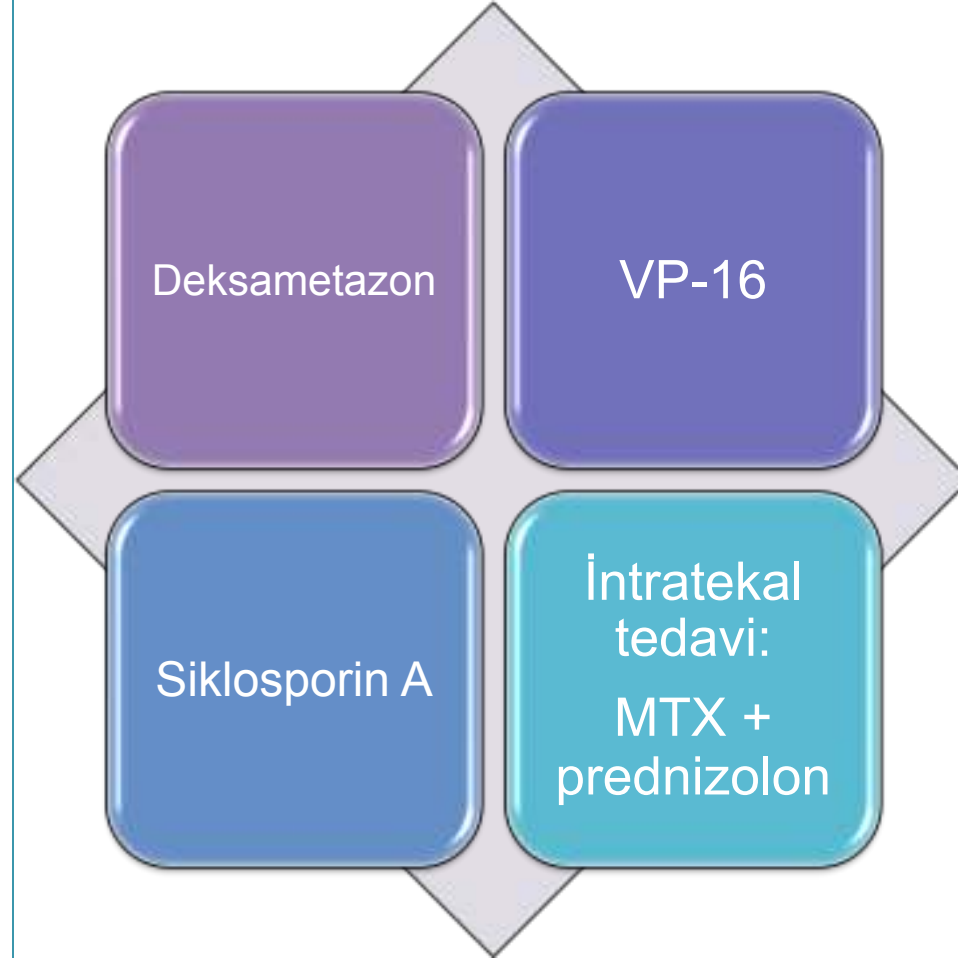 Deksametazon
VP-16
Siklosporin A
İntratekal
tedavi:
MTX +
prednizolon